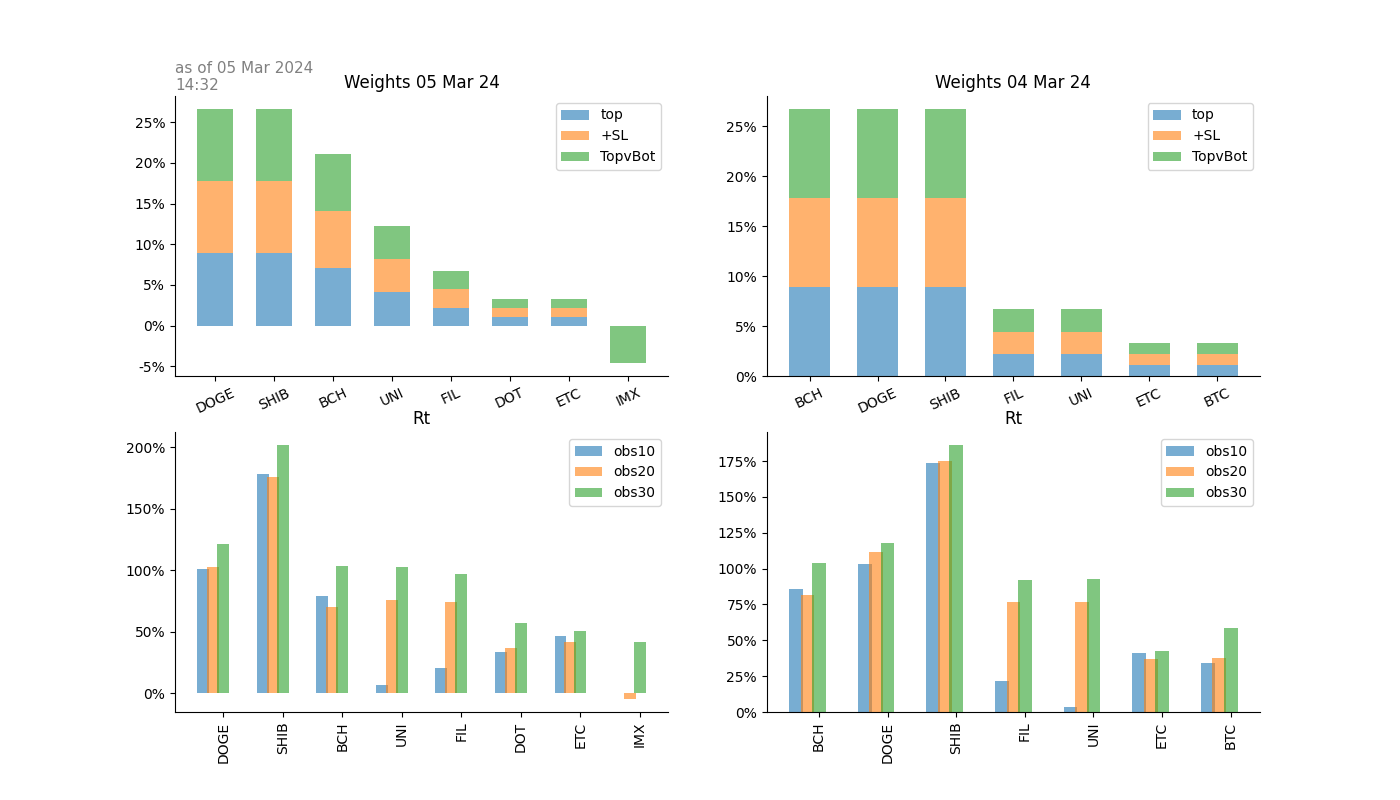 as of 05 Mar 2024
14:32
Weights 05 Mar 24
25%
20%
15%
10%
5%
0%
-5%
top
+SL
TopvBot
DOGE
SHIB
BCH
UNI
FIL
DOT
ETC
IMX
Weights 04 Mar 24
25%
20%
15%
10%
5%
0%
top
+SL
TopvBot
BCH
DOGE
SHIB
FIL
UNI
ETC
BTC
Rt
200%
150%
100%
50%
0%
obs10
obs20
obs30
DOGE
SHIB
BCH
UNI
FIL
DOT
ETC
IMX
Rt
175%
150%
125%
100%
75%
50%
25%
0%
obs10
obs20
obs30
BCH
DOGE
SHIB
FIL
UNI
ETC
BTC